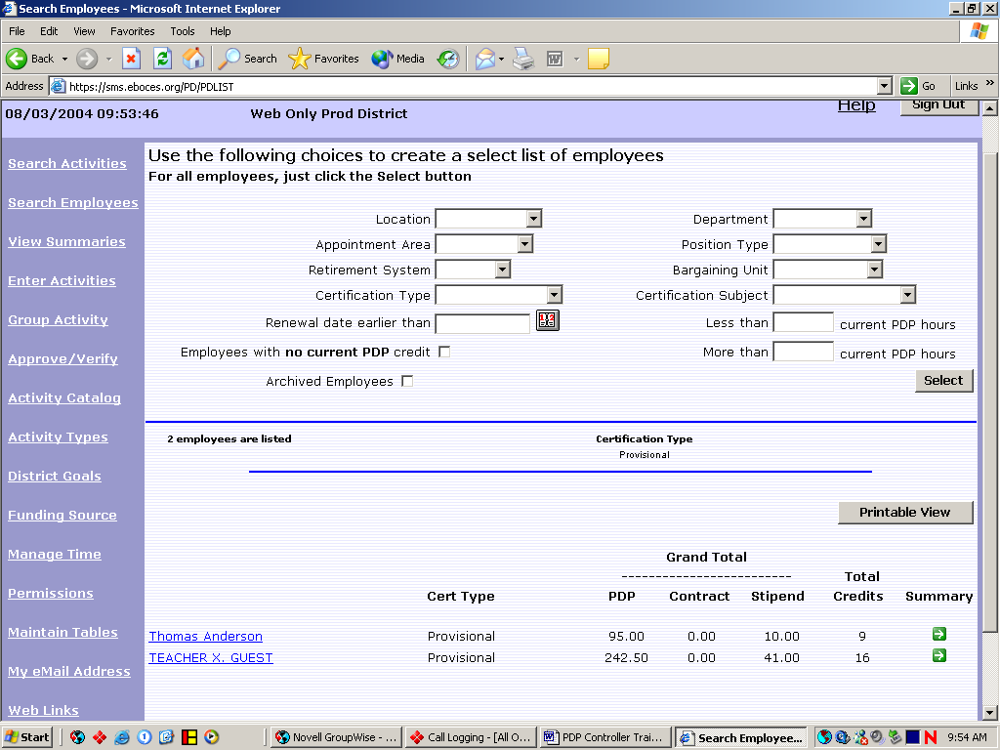 Search Employees - Microsoft Internet Explorer
File Edit View Favorites Tools Help
Back Search Favorites Media
Address https://sms.eboces.org/PD/PDLIST Go Links »
08/03/2004 09:53:46 Web Only Prod District Help Sign Out
Search Activities
Search Employees
View Summaries
Enter Activities
Group Activity
Approve/Verify
Activity Catalog
Activity Types
District Goals
Funding Source
Manage Time
Permissions
Maintain Tables
My eMail Address
Web Links
Use the following choices to create a select list of employees
For all employees, just click the Select button
Location Department
Appointment Area Position Type
Retirement System Bargaining Unit
Certification Type Certification Subject
Renewal date earlier than 12 Less than current PDP hours
Employees with no current PDP credit More than current PDP hours
Archived Employees Select
2 employees are listed Certification Type
Provisional
Printable View
Grand Total
------------------------- Total
Cert Type PDP Contract Stipend Credits Summary
Thomas Anderson Provisional 95.00 0.00 10.00 9
TEACHER X. GUEST Provisional 242.50 0.00 41.00 16
Start Novell GroupWise - ... Call Logging - [All O... PDP Controller Trai... Search Employee... 9:54 AM